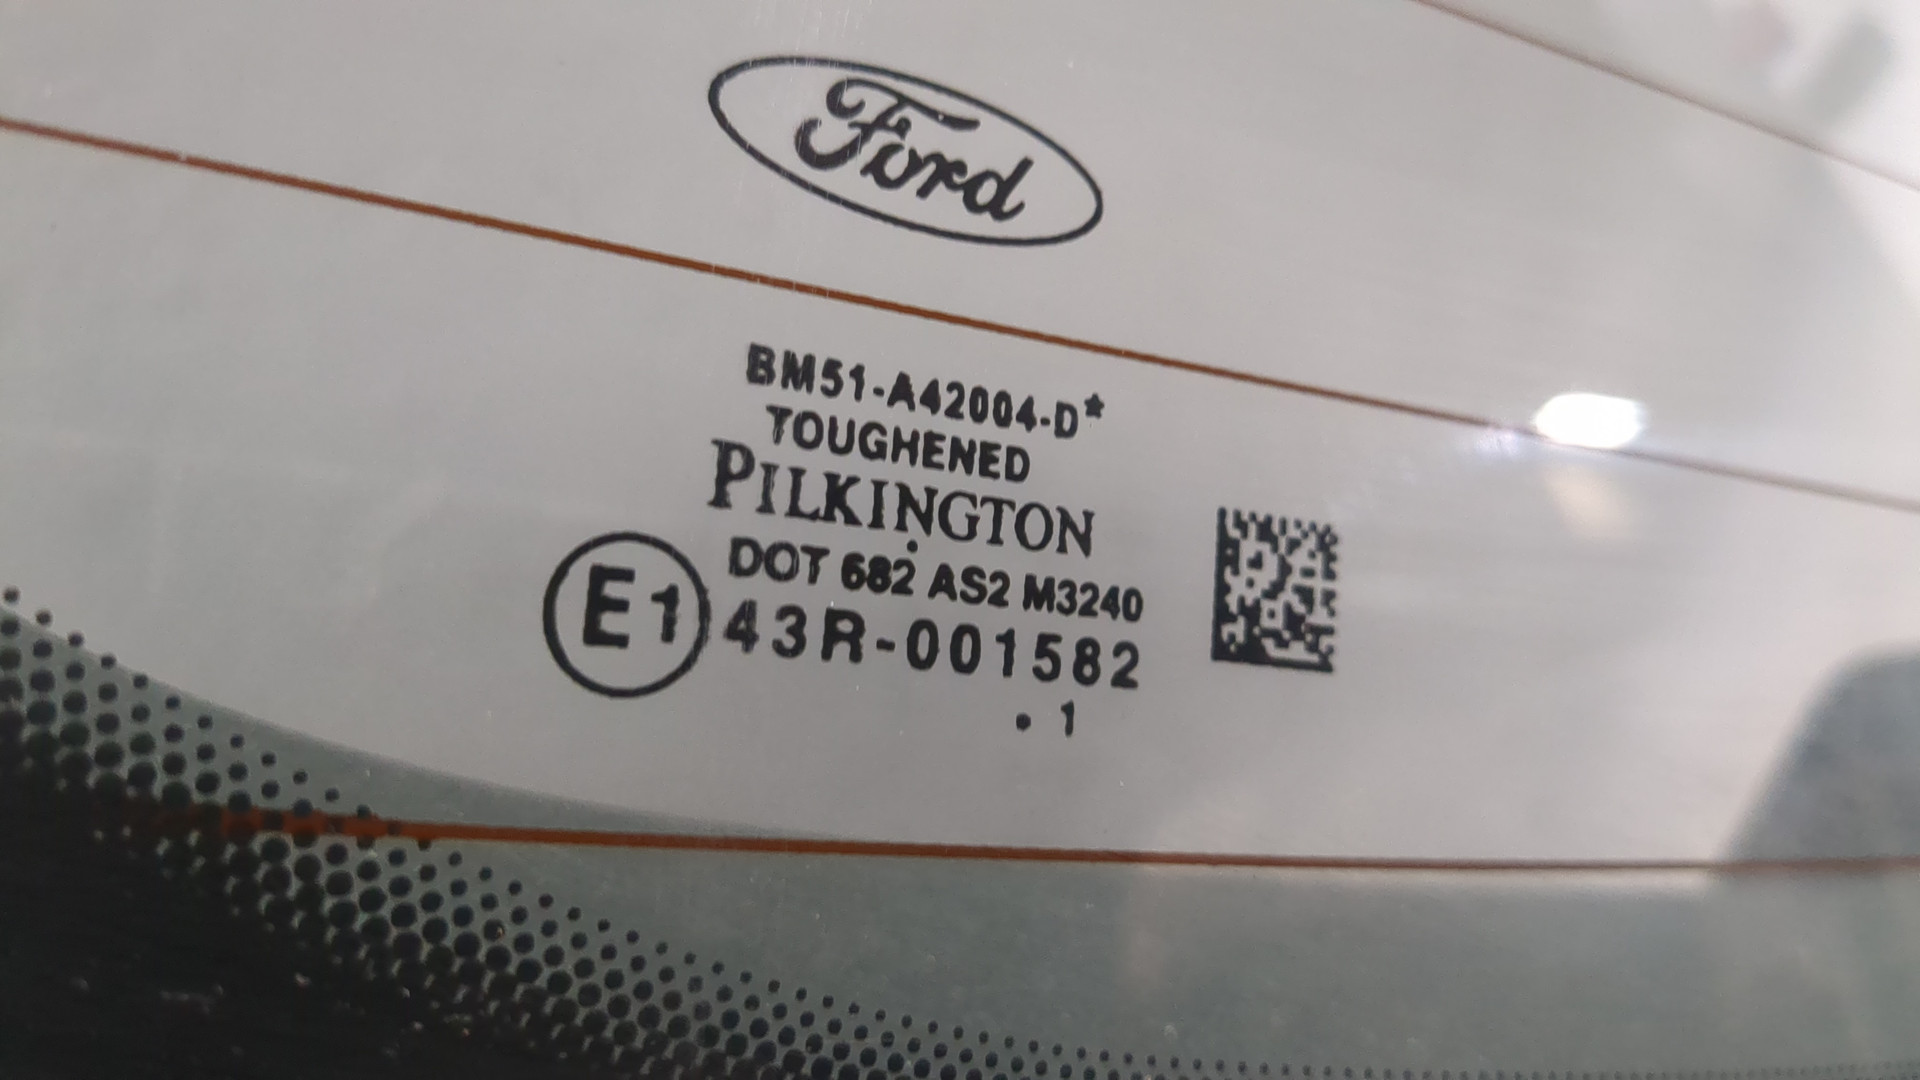 Ford
BM51-A42004-D*
TOUGHENED
PILKINGTON
DOT 682 AS2 M3240
E1 43R-001582
. 1